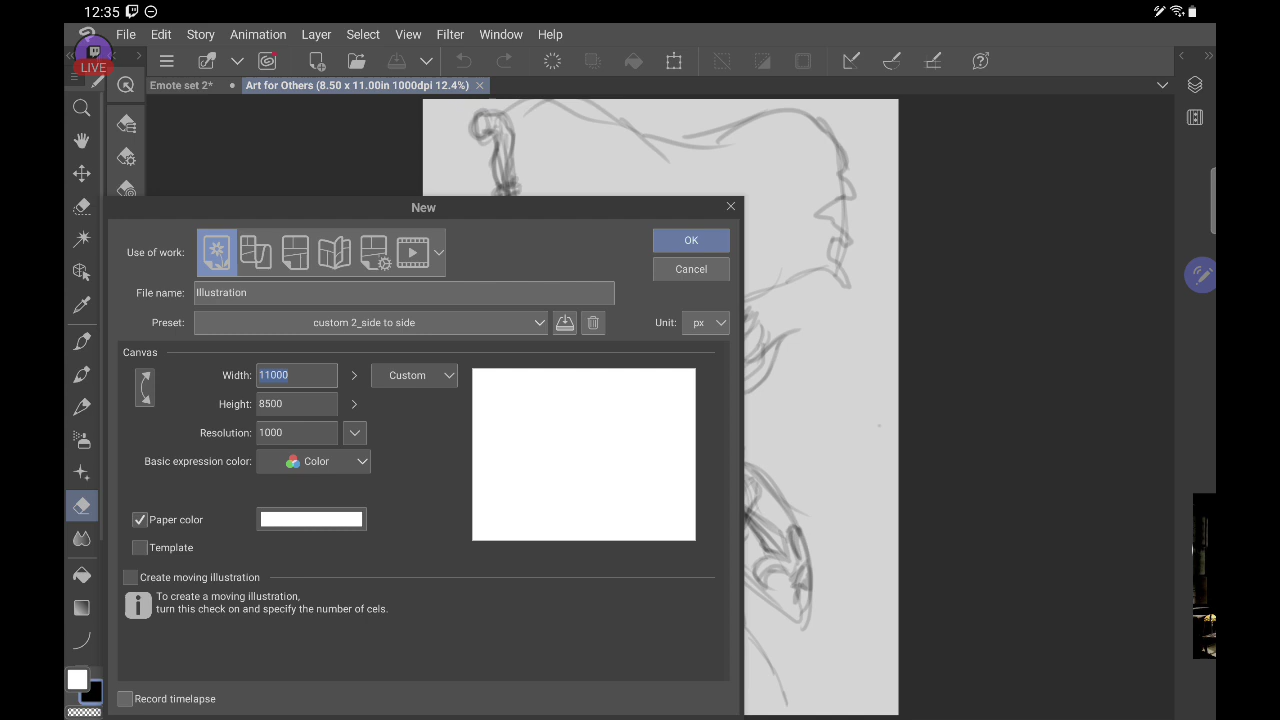 12:35
File Edit Story Animation Layer Select View Filter Window Help
LIVE
Emote set 2* Art for Others (8.50 x 11.00in 1000dpi 12.4%)
New
Use of work:
OK
Cancel
File name: Illustration
Preset: custom 2_side to side Unit: px
Canvas
Width: 11000 Custom
Height: 8500
Resolution: 1000
Basic expression color: Color
Paper color
Template
Create moving illustration
To create a moving illustration,
turn this check on and specify the number of cels.
Record timelapse